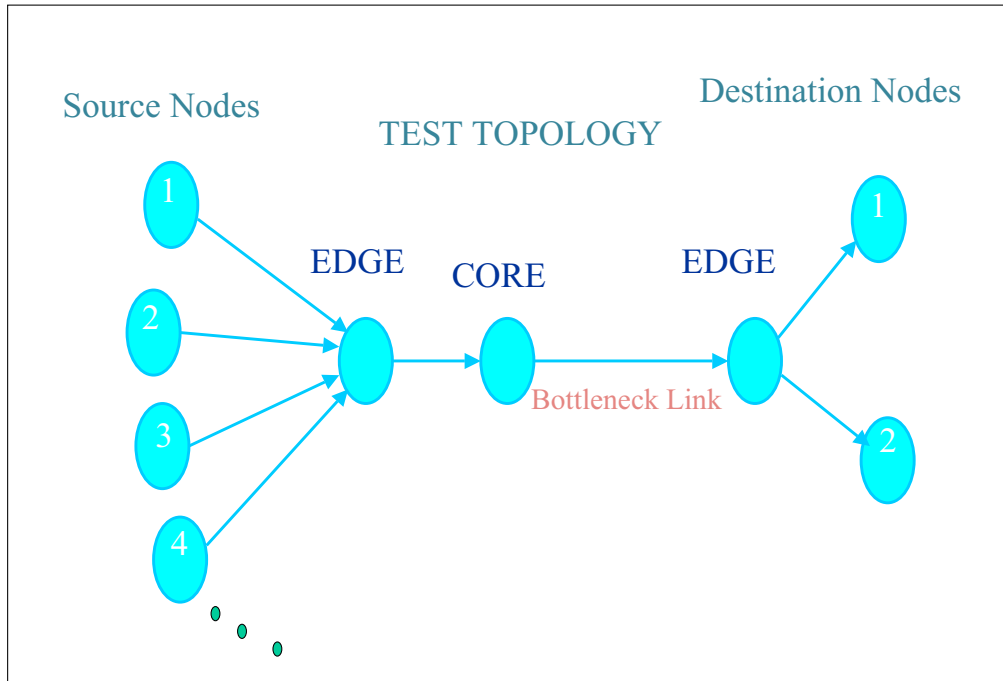 Source Nodes
Destination Nodes
TEST TOPOLOGY
1
1
EDGE
CORE
EDGE
2
Bottleneck Link
3
2
4